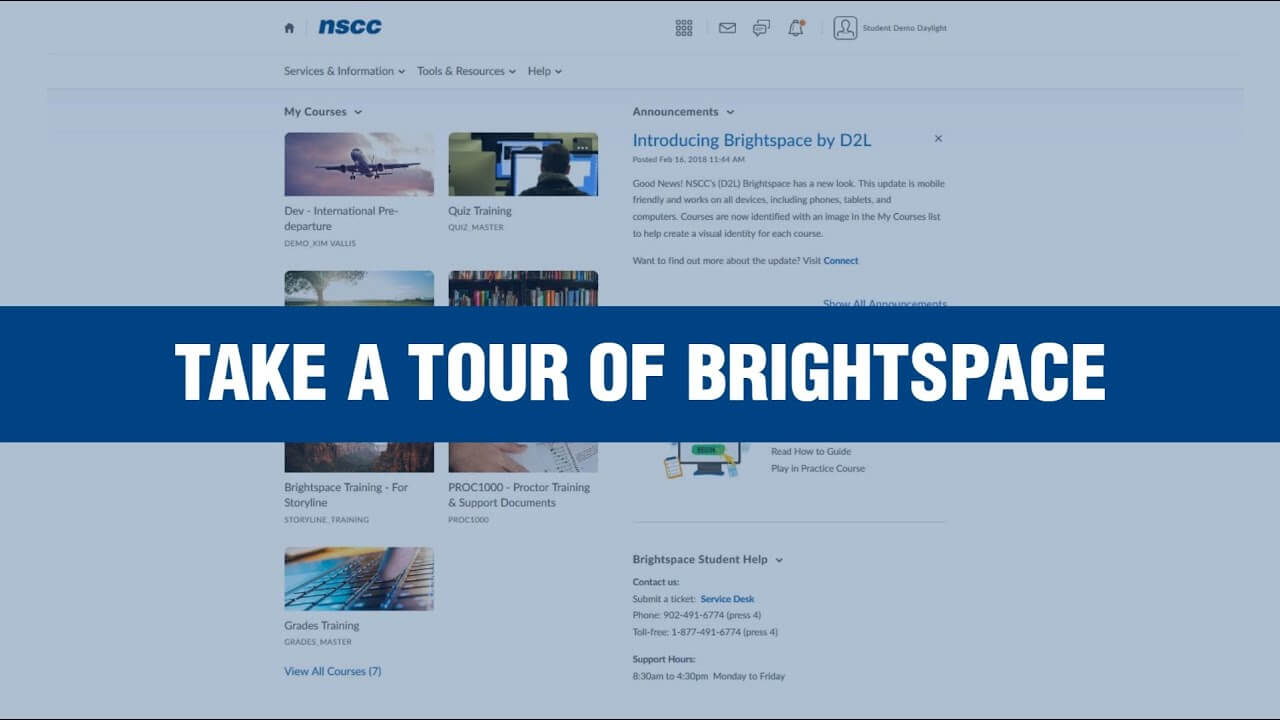 nscc
Student Demo Daylight
Services & Information
Tools & Resources
Help
My Courses
Dev - International Pre-
departure
DEMO_KIM VALLIS
Quiz Training
QUIZ_MASTER
Announcements
Introducing Brightspace by D2L
Posted Feb 16, 2018 11:44 AM
Good News! NSCC's (D2L) Brightspace has a new look. This update is mobile
friendly and works on all devices, including phones, tablets, and
computers. Courses are now identified with an image in the My Courses list
to help create a visual identity for each course.
Want to find out more about the update? Visit Connect
Show All Announcements
TAKE A TOUR OF BRIGHTSPACE
Brightspace Training - For
Storyline
STORYLINE_TRAINING
PROC1000 - Proctor Training
& Support Documents
PROC1000
Grades Training
GRADES_MASTER
View All Courses (7)
Read How to Guide
Play in Practice Course
Brightspace Student Help
Contact us:
Submit a ticket: Service Desk
Phone: 902-491-6774 (press 4)
Toll-free: 1-877-491-6774 (press 4)
Support Hours:
8:30am to 4:30pm Monday to Friday